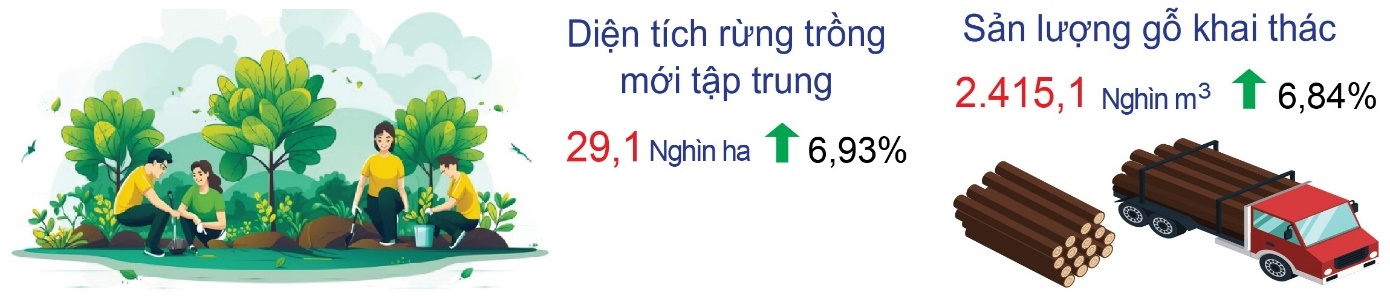 Diện tích rừng trồng
mới tập trung
29,1 Nghìn ha 6,93%
Sản lượng gỗ khai thác
2.415,1 Nghìn m³ 6,84%